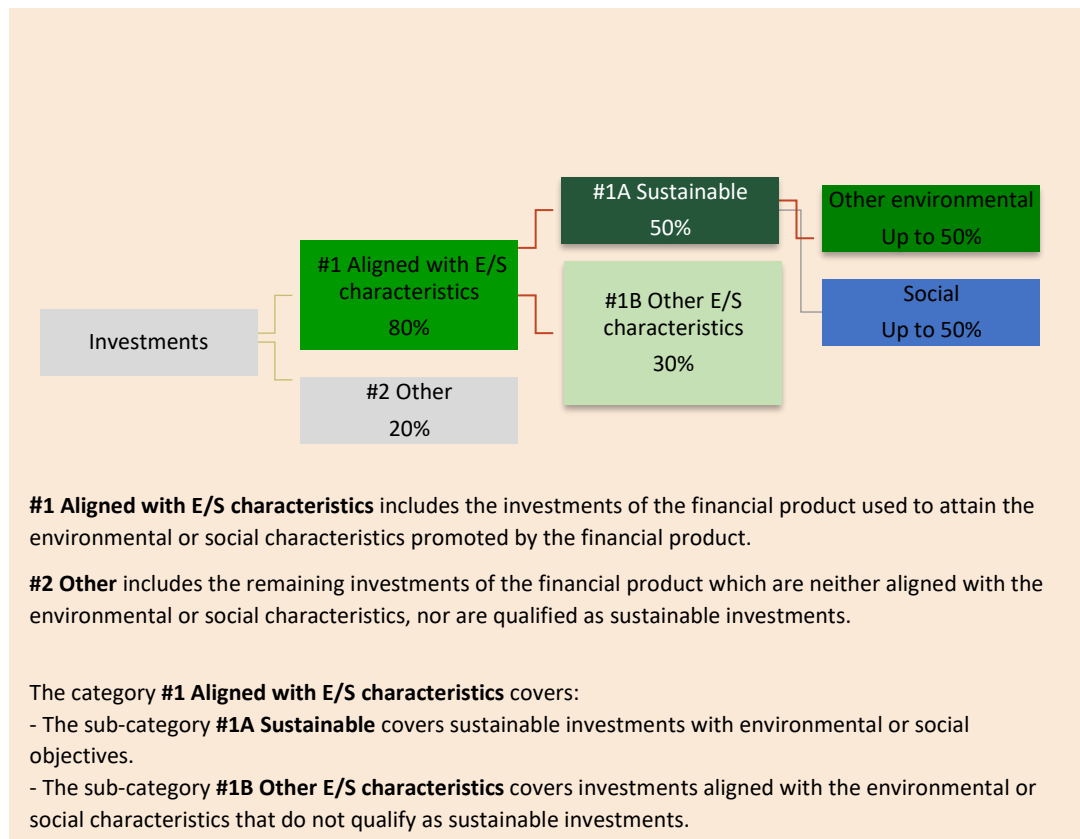 #1A Sustainable
50%
Other environmental
Up to 50%
#1 Aligned with E/S
characteristics
80%
#1B Other E/S
characteristics
30%
Social
Up to 50%
Investments
#2 Other
20%
#1 Aligned with E/S characteristics includes the investments of the financial product used to attain the
environmental or social characteristics promoted by the financial product.
#2 Other includes the remaining investments of the financial product which are neither aligned with the
environmental or social characteristics, nor are qualified as sustainable investments.
The category #1 Aligned with E/S characteristics covers:
- The sub-category #1A Sustainable covers sustainable investments with environmental or social
objectives.
- The sub-category #1B Other E/S characteristics covers investments aligned with the environmental or
social characteristics that do not qualify as sustainable investments.